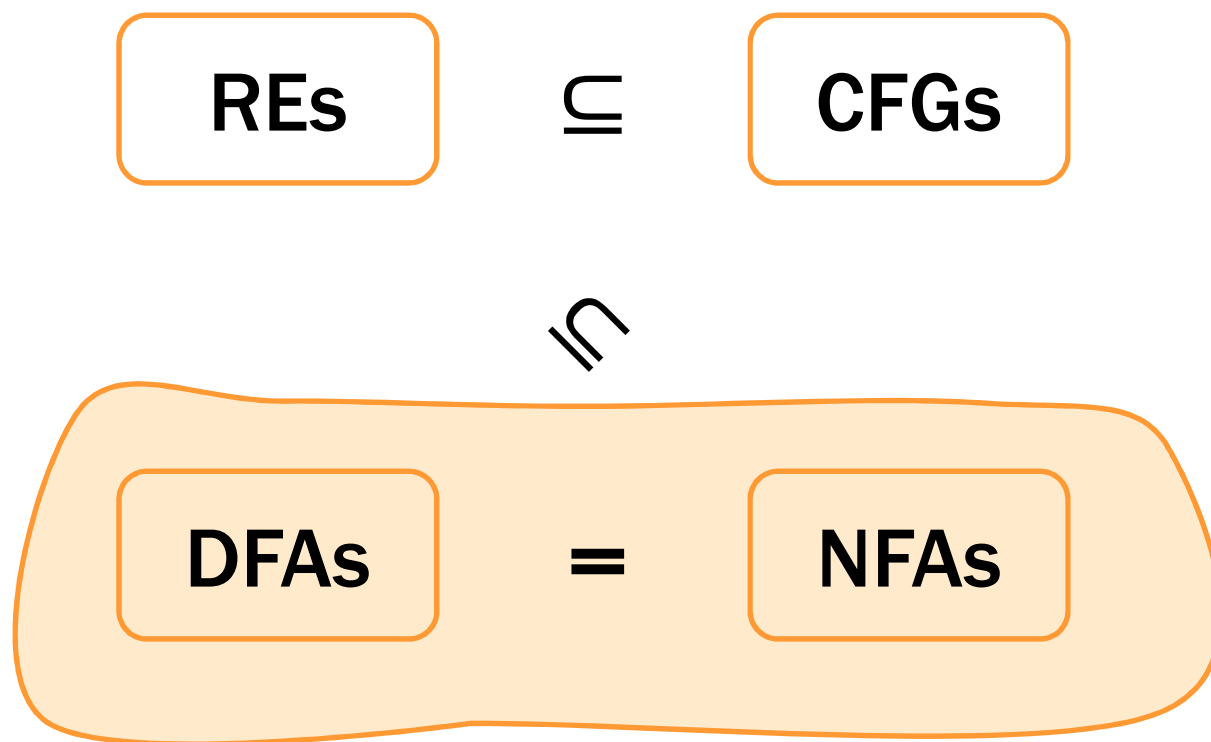 REs ⊆ CFGs
⊆
DFAs = NFAs